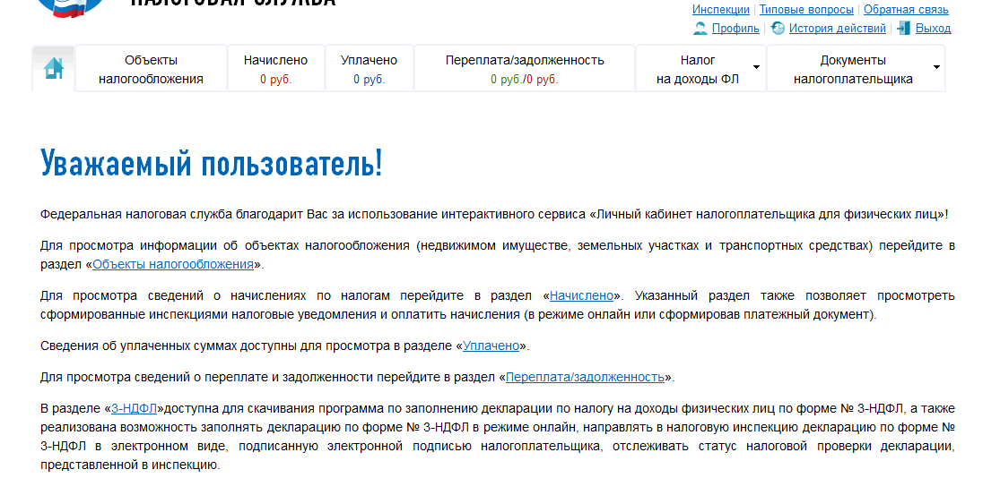 НАЛОГОВАЯ СЛУЖБА
Инспекции | Типовые вопросы | Обратная связь
Профиль | История действий | Выход
Объекты налогообложения
Начислено 0 руб.
Уплачено 0 руб.
Переплата/задолженность 0 руб./0 руб.
Налог на доходы ФЛ
Документы налогоплательщика
Уважаемый пользователь!
Федеральная налоговая служба благодарит Вас за использование интерактивного сервиса «Личный кабинет налогоплательщика для физических лиц»!
Для просмотра информации об объектах налогообложения (недвижимом имуществе, земельных участках и транспортных средствах) перейдите в
раздел «Объекты налогообложения».
Для просмотра сведений о начислениях по налогам перейдите в раздел «Начислено». Указанный раздел также позволяет просмотреть
сформированные инспекциями налоговые уведомления и оплатить начисления (в режиме онлайн или сформировав платежный документ).
Сведения об уплаченных суммах доступны для просмотра в разделе «Уплачено».
Для просмотра сведений о переплате и задолженности перейдите в раздел «Переплата/задолженность».
В разделе «3-НДФЛ»доступна для скачивания программа по заполнению декларации по налогу на доходы физических лиц по форме № 3-НДФЛ, а также
реализована возможность заполнять декларацию по форме № 3-НДФЛ в режиме онлайн, направлять в налоговую инспекцию декларацию по форме №
3-НДФЛ в электронном виде, подписанную электронной подписью налогоплательщика, отслеживать статус налоговой проверки декларации,
представленной в инспекцию.